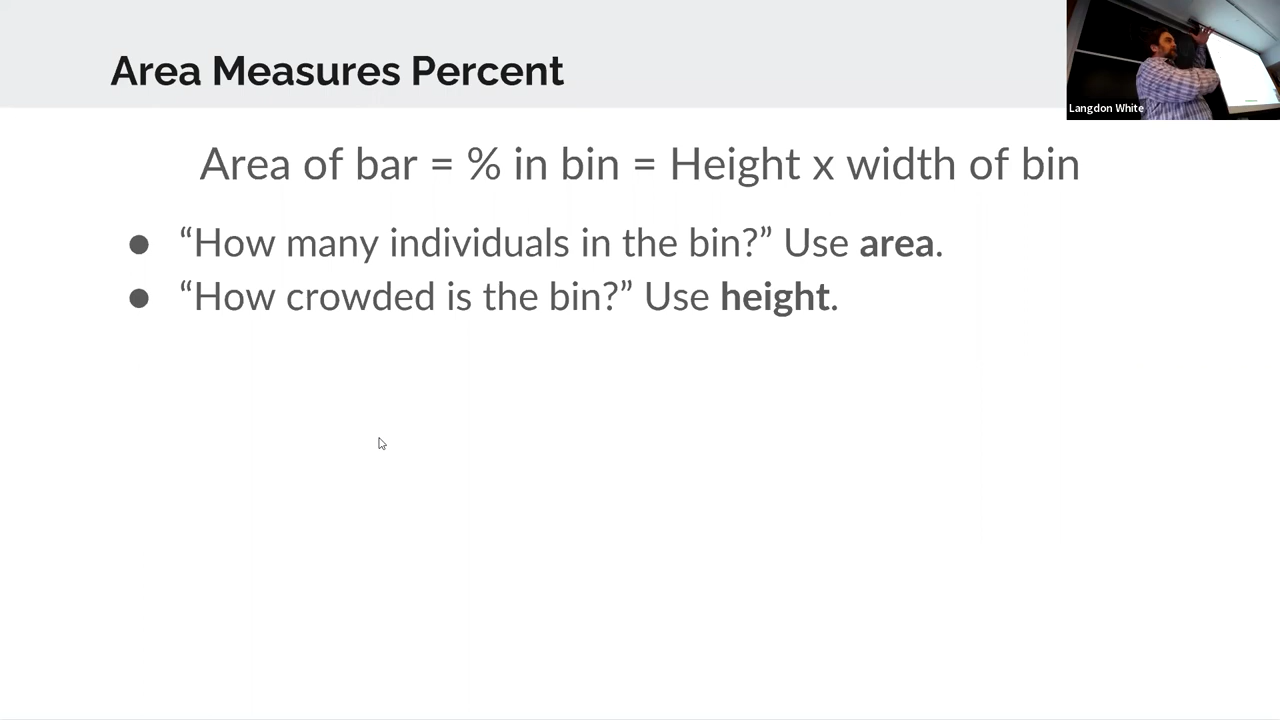 Area Measures Percent
Langdon White
Area of bar = % in bin = Height x width of bin
● “How many individuals in the bin?” Use area.
● “How crowded is the bin?” Use height.